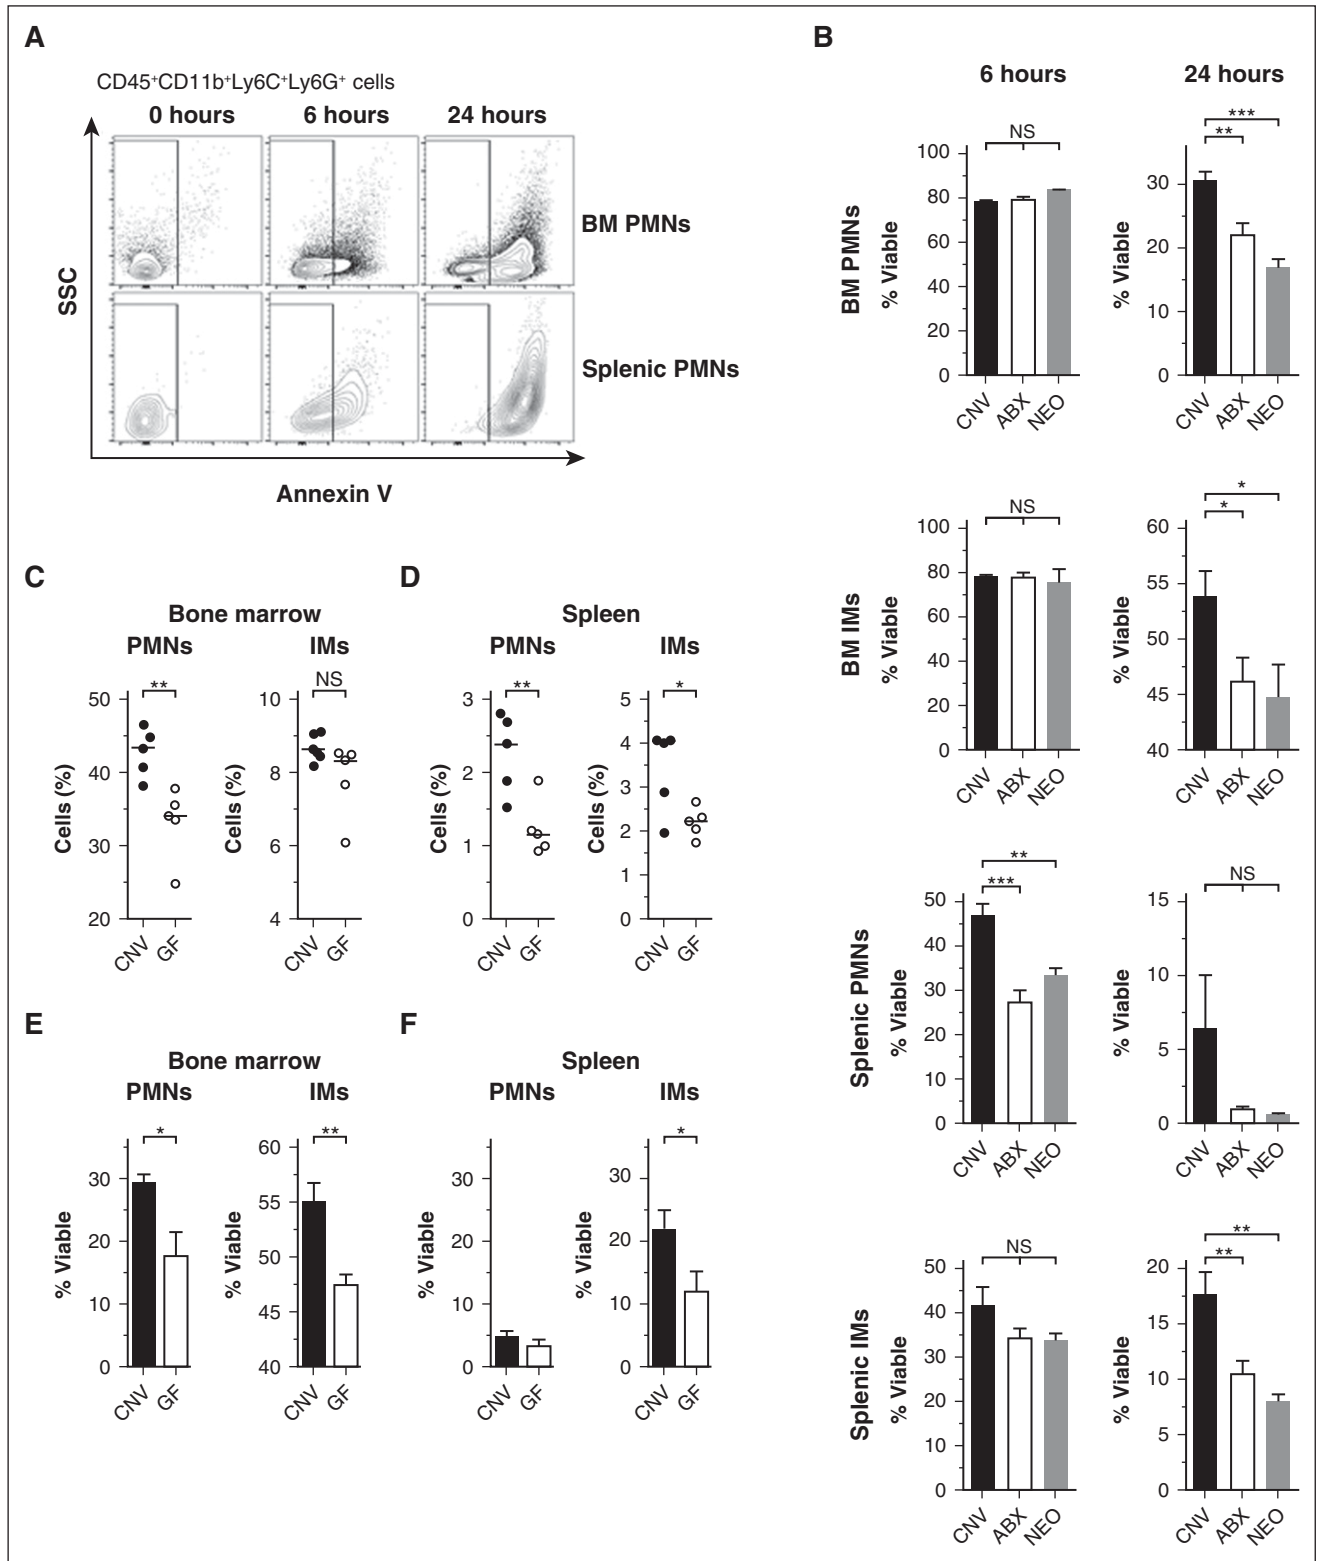 A
CD45+CD11b+Ly6C+Ly6G+ cells
0 hours 6 hours 24 hours
BM PMNs
Splenic PMNs
SSC
Annexin V
B
6 hours 24 hours
BM PMNs
% Viable
100
80
60
40
20
0
NS
CNV ABX NEO
% Viable
30
20
10
0
***
**
CNV ABX NEO
BM IMs
% Viable
100
80
60
40
20
0
NS
CNV ABX NEO
% Viable
60
55
50
45
40
*
*
CNV ABX NEO
Splenic PMNs
% Viable
50
40
30
20
10
0
**
***
CNV ABX NEO
% Viable
15
10
5
0
NS
CNV ABX NEO
Splenic IMs
% Viable
50
40
30
20
10
0
NS
CNV ABX NEO
% Viable
20
15
10
5
0
**
**
CNV ABX NEO
C
Bone marrow
PMNs IMs
Cells (%)
50
40
30
20
**
CNV GF
Cells (%)
10
8
6
4
NS
CNV GF
D
Spleen
PMNs IMs
Cells (%)
3
2
1
0
**
CNV GF
Cells (%)
5
4
3
2
1
0
*
CNV GF
E
Bone marrow
PMNs IMs
% Viable
30
20
10
0
*
CNV GF
% Viable
60
55
50
45
40
**
CNV GF
F
Spleen
PMNs IMs
% Viable
30
20
10
0
CNV GF
% Viable
30
20
10
0
*
CNV GF